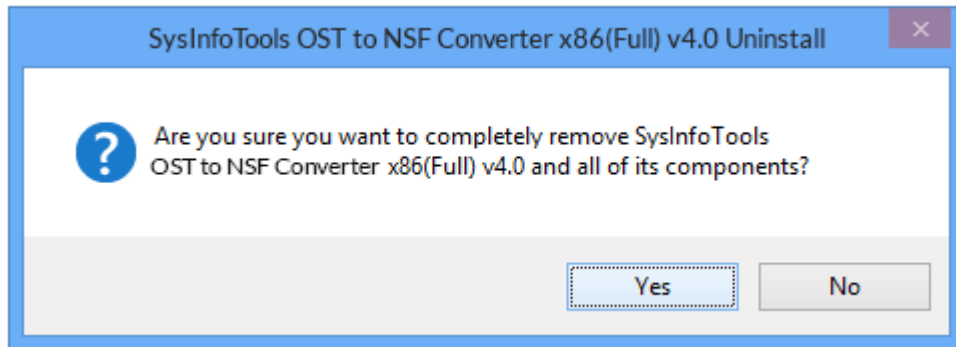 SysInfoTools OST to NSF Converter x86(Full) v4.0 Uninstall
Are you sure you want to completely remove SysInfoTools
OST to NSF Converter x86(Full) v4.0 and all of its components?
Yes
No